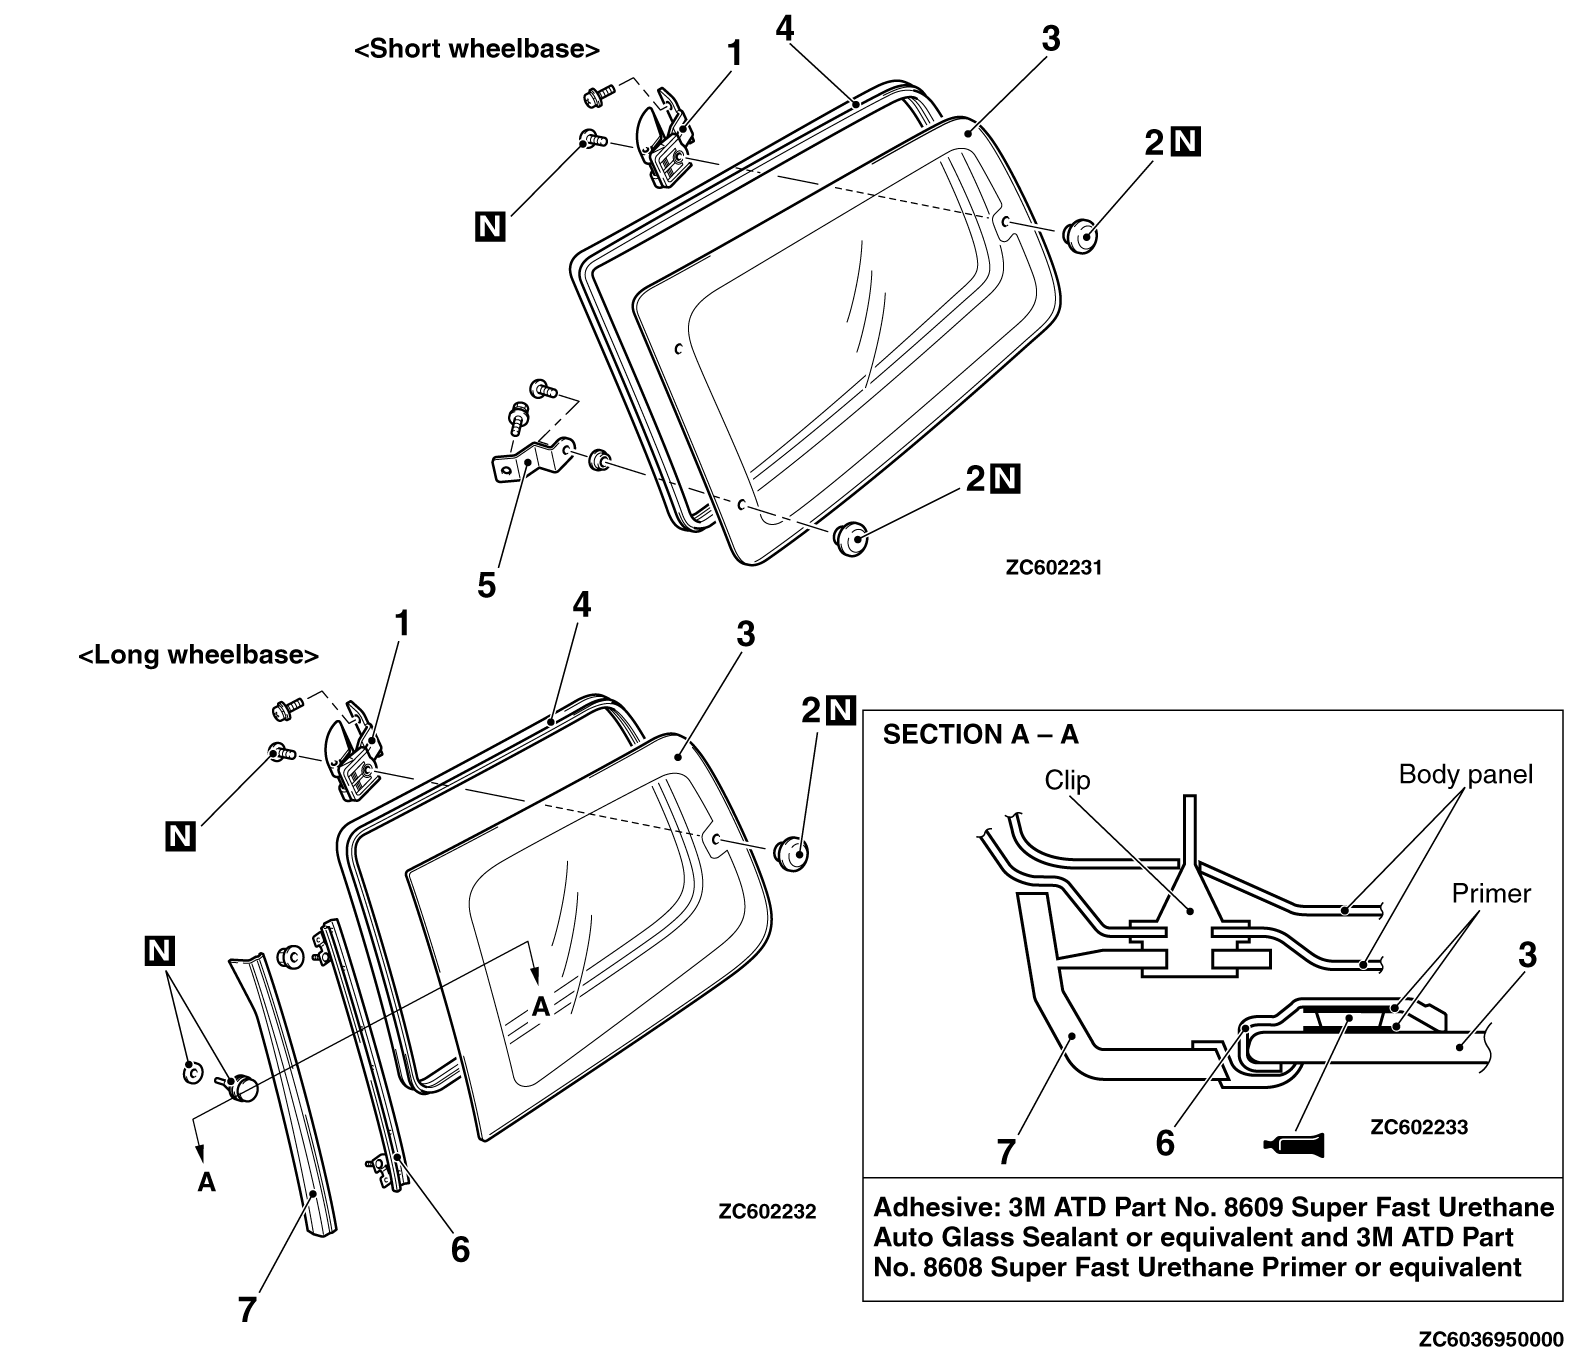 <Short wheelbase>
4
3
1
2 N
N
2 N
5
ZC602231
<Long wheelbase>
1
4
3
2 N
N
N
A
A
7
6
ZC602232
SECTION A – A
Clip
Body panel
Primer
3
7
6
ZC602233
Adhesive: 3M ATD Part No. 8609 Super Fast Urethane
Auto Glass Sealant or equivalent and 3M ATD Part
No. 8608 Super Fast Urethane Primer or equivalent
ZC6036950000